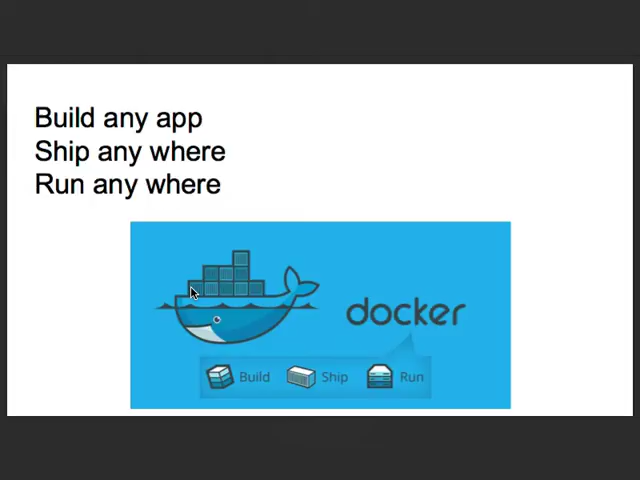 Build any app
Ship any where
Run any where
docker
Build Ship Run